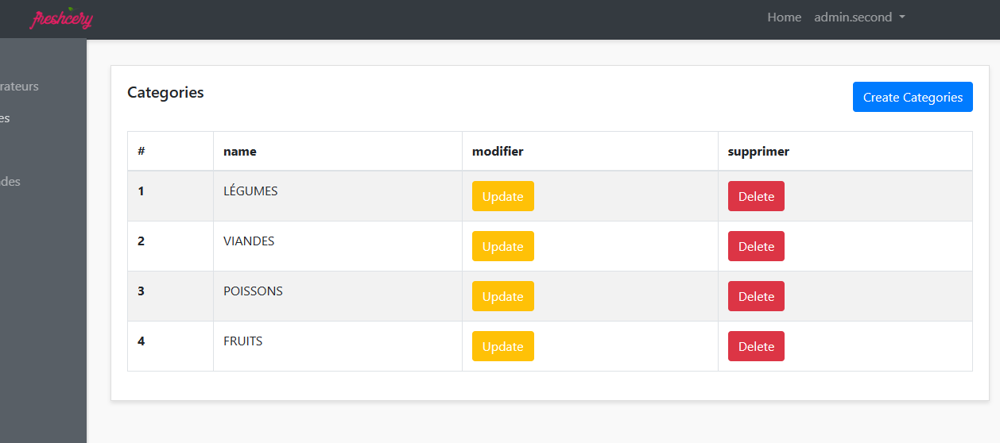 freshcery
Home admin.second
rateurs
es
des
Categories
Create Categories
# name modifier supprimer
1 LÉGUMES Update Delete
2 VIANDES Update Delete
3 POISSONS Update Delete
4 FRUITS Update Delete